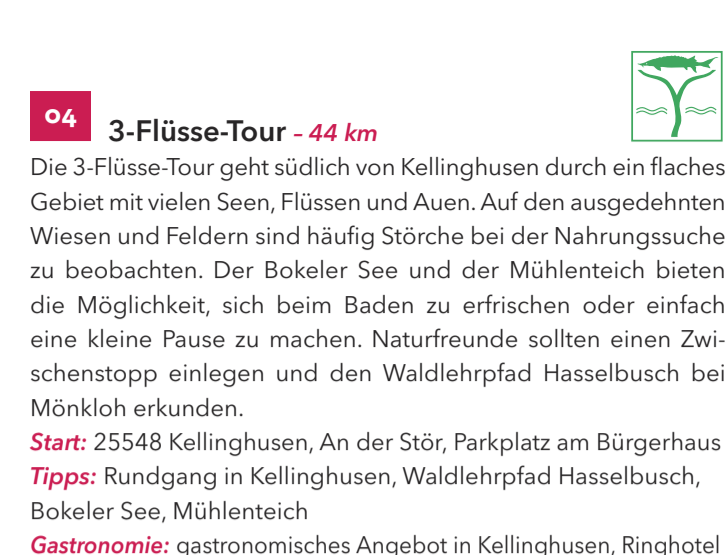 04 3-Flüsse-Tour – 44 km
Die 3-Flüsse-Tour geht südlich von Kellinghusen durch ein flaches
Gebiet mit vielen Seen, Flüssen und Auen. Auf den ausgedehnten
Wiesen und Feldern sind häufig Störche bei der Nahrungssuche
zu beobachten. Der Bokeler See und der Mühlenteich bieten
die Möglichkeit, sich beim Baden zu erfrischen oder einfach
eine kleine Pause zu machen. Naturfreunde sollten einen Zwi-
schenstopp einlegen und den Waldlehrpfad Hasselbusch bei
Mönkloh erkunden.
Start: 25548 Kellinghusen, An der Stör, Parkplatz am Bürgerhaus
Tipps: Rundgang in Kellinghusen, Waldlehrpfad Hasselbusch,
Bokeler See, Mühlenteich
Gastronomie: gastronomisches Angebot in Kellinghusen, Ringhotel